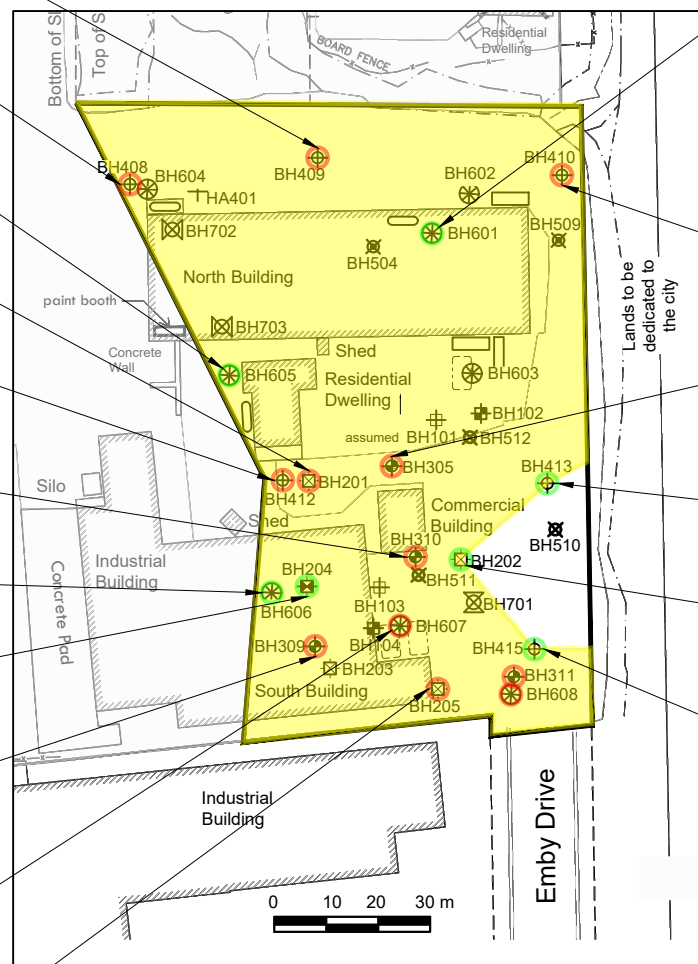 Bottom of
Top of S
BOARD FENCE
Residential
Dwelling
BH408
BH604
HA401
BH409
BH602
BH410
BH702
BH504
BH601
BH509
North Building
Lands to be
dedicated to
the city
paint booth
BH703
Concrete
Wall
Shed
BH605
Residential
Dwelling
BH603
assumed
BH101
BH102
BH512
BH305
BH413
BH412
BH201
Silo
Shed
Commercial
Building
BH510
Industrial
Building
BH310
BH202
BH204
BH511
BH606
BH103
BH701
Concrete Pad
BH104
BH607
BH309
BH415
BH203
BH311
South Building
BH205
BH608
Industrial
Building
Emby Drive
0 10 20 30 m